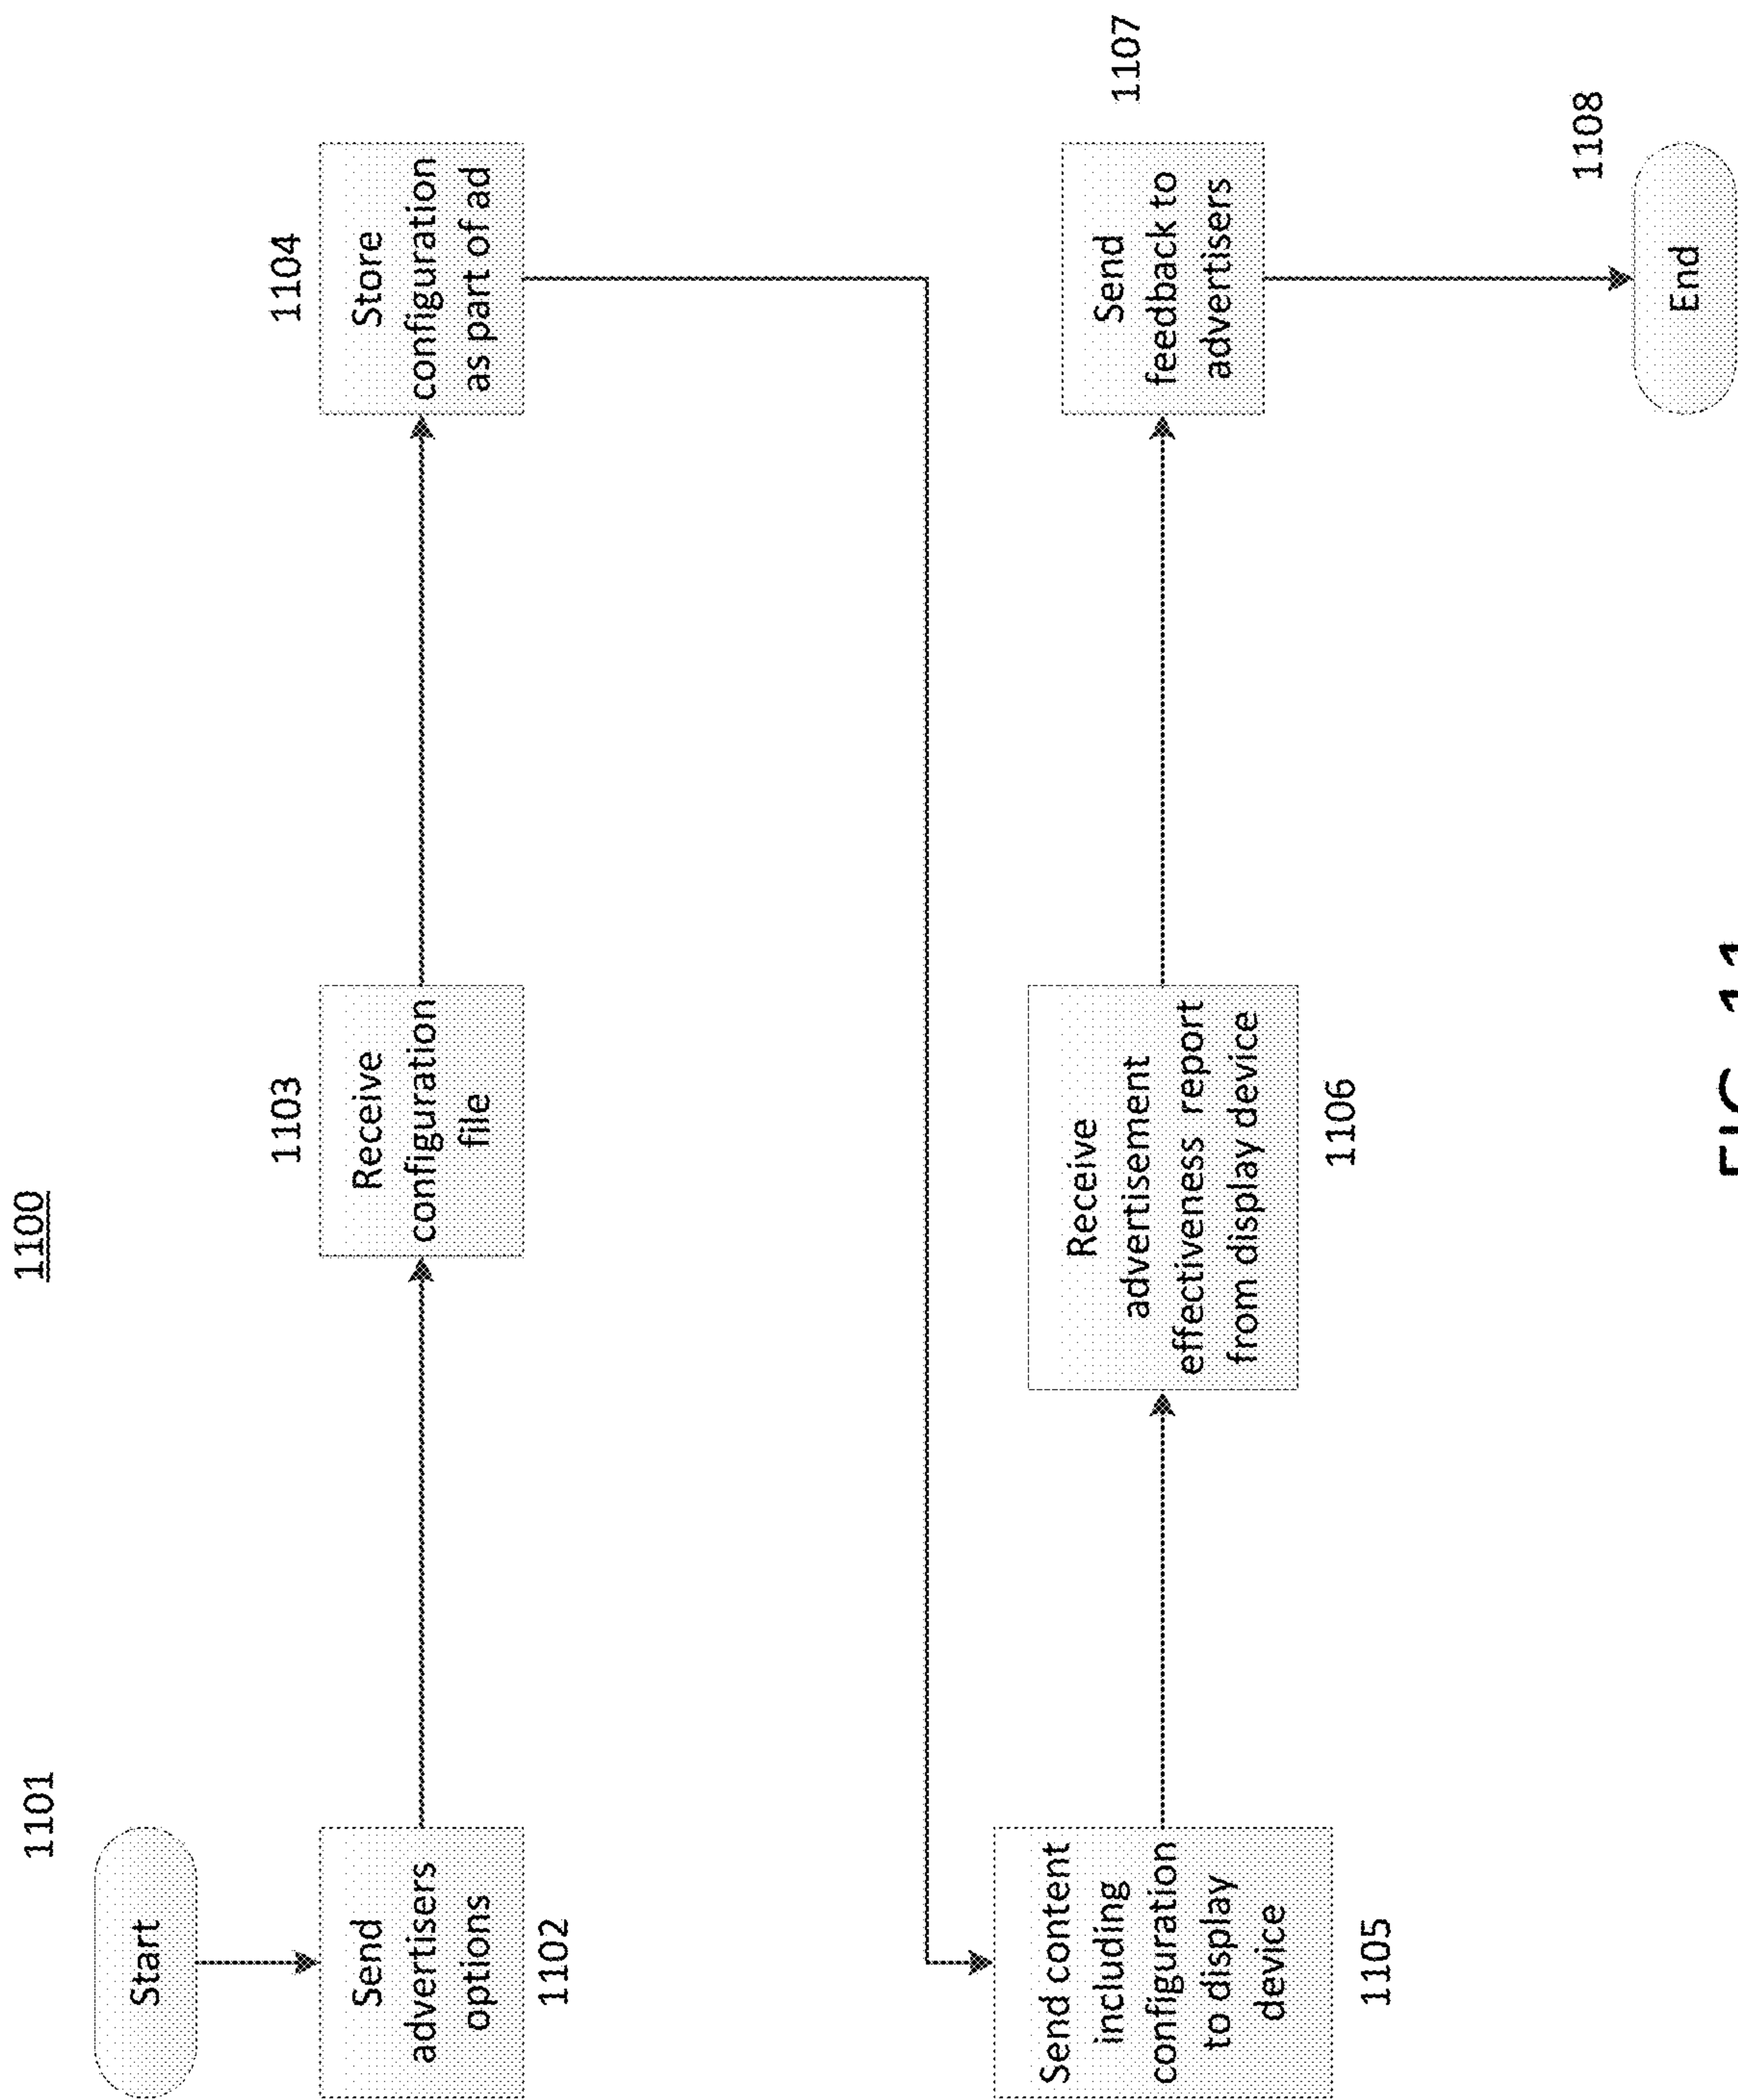 1100
1101
Start
Send
advertisers
options
1102
1103
Receive
configuration
file
1104
Store
configuration
as part of ad
Send content
including
configuration
to display
device
1105
Receive
advertisement
effectiveness report
from display device
1106
1107
Send
feedback to
advertisers
1108
End
FIG. 11